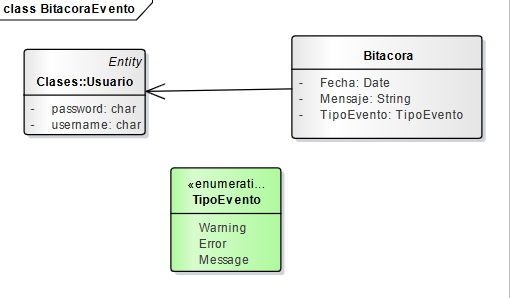 class BitacoraEvento
Entity
Clases::Usuario
- password: char
- username: char
Bitacora
- Fecha: Date
- Mensaje: String
- TipoEvento: TipoEvento
«enumerati...
TipoEvento
Warning
Error
Message